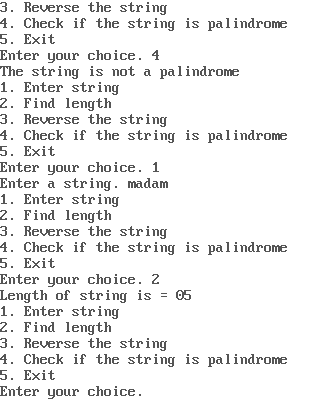 3. Reverse the string
4. Check if the string is palindrome
5. Exit
Enter your choice. 4
The string is not a palindrome
1. Enter string
2. Find length
3. Reverse the string
4. Check if the string is palindrome
5. Exit
Enter your choice. 1
Enter a string. madam
1. Enter string
2. Find length
3. Reverse the string
4. Check if the string is palindrome
5. Exit
Enter your choice. 2
Length of string is = 05
1. Enter string
2. Find length
3. Reverse the string
4. Check if the string is palindrome
5. Exit
Enter your choice.